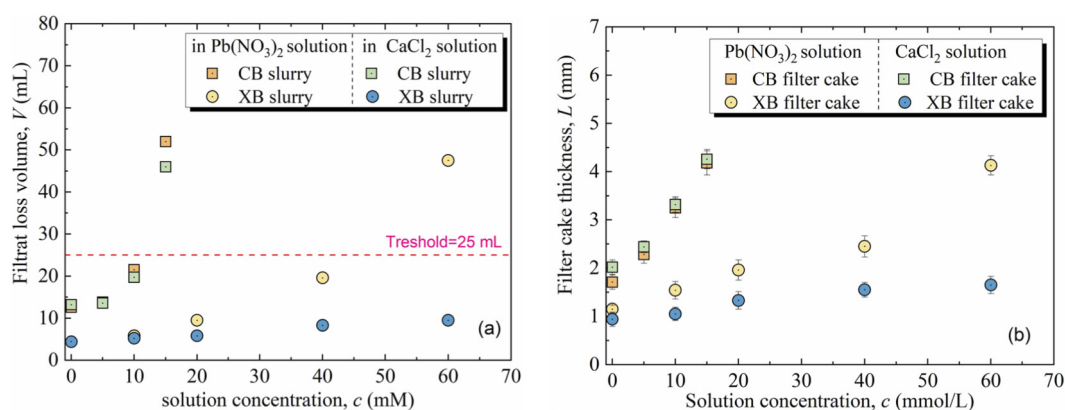 80
70
60
50
40
30
20
10
0
Filtrat loss volume, V (mL)
in Pb(NO3)2 solution in CaCl2 solution
CB slurry CB slurry
XB slurry XB slurry
Treshold=25 mL
(a)
0 10 20 30 40 50 60 70
solution concentration, c (mM)
7
6
5
4
3
2
1
0
Filter cake thickness, L (mm)
Pb(NO3)2 solution CaCl2 solution
CB filter cake CB filter cake
XB filter cake XB filter cake
(b)
0 10 20 30 40 50 60 70
Solution concentration, c (mmol/L)